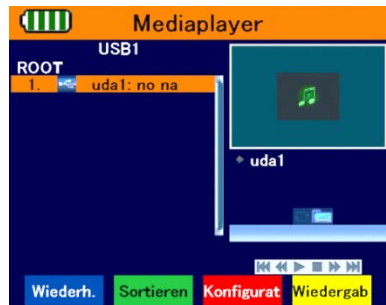 Mediaplayer
USB1
ROOT
1. uda1: no na
uda1
Wiederh. Sortieren Konfigurat Wiedergab